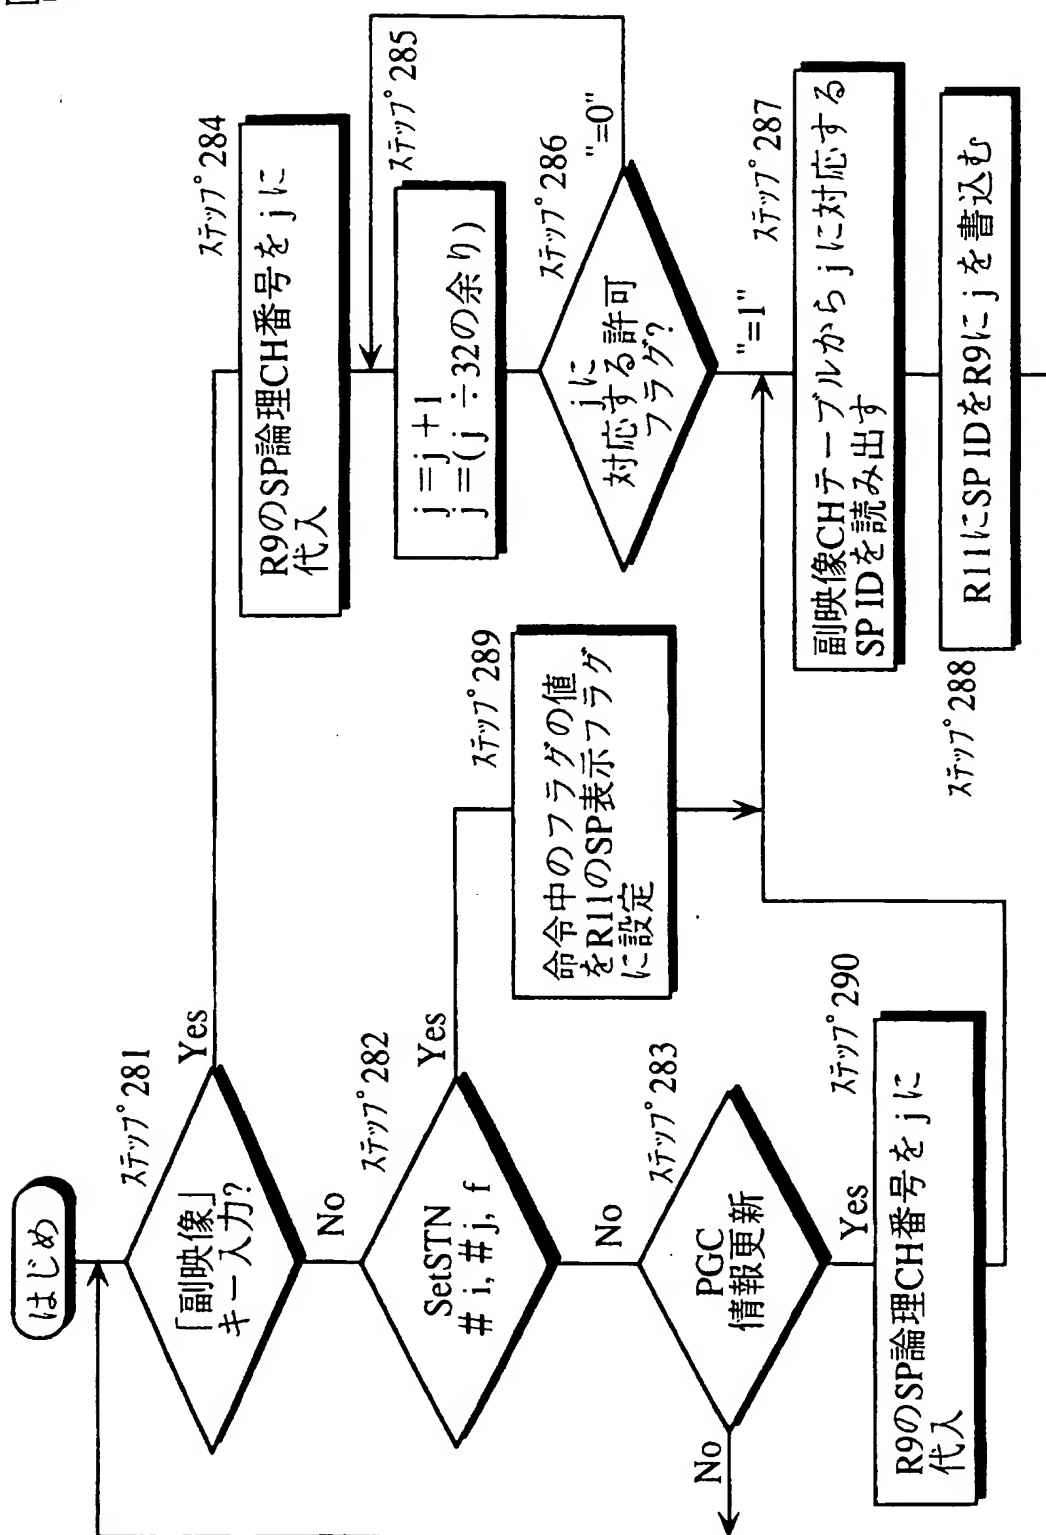 はじめ
ステップ281
「副映像」
キー入力?
Yes
No
ステップ282
SetSTN
# i, #j, f
Yes
No
ステップ283
PGC
情報更新
No
Yes
ステップ290
R9のSP論理CH番号をjに
代入
ステップ289
命令中のフラグの値
をR11のSP表示フラグ
に設定
ステップ284
R9のSP論理CH番号をjに
代入
ステップ285
j=j+1
j=(j÷32の余り)
ステップ286
jに
対応する許可
フラグ?
"=0"
"=1"
ステップ287
副映像CHテーブルからjに対応する
SP IDを読み出す
ステップ288
R11にSP IDをR9にjを書込む